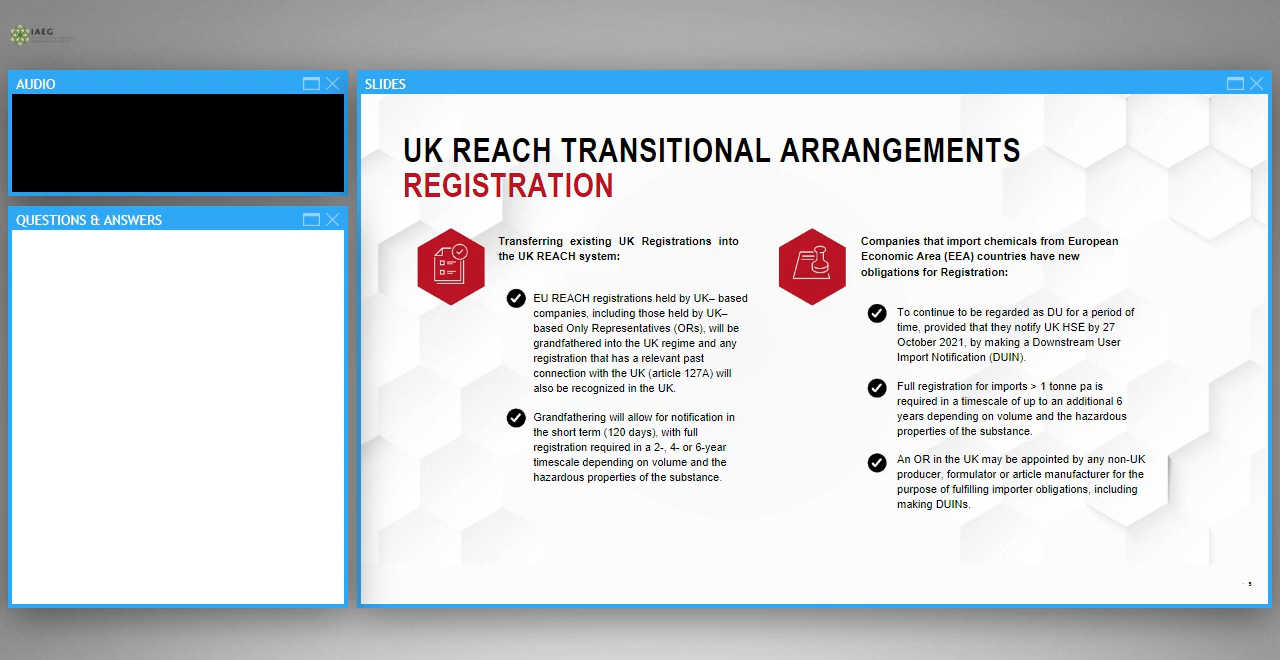 IAEG
AUDIO
QUESTIONS & ANSWERS
SLIDES
UK REACH TRANSITIONAL ARRANGEMENTS
REGISTRATION
Transferring existing UK Registrations into
the UK REACH system:
EU REACH registrations held by UK– based
companies, including those held by UK–
based Only Representatives (ORs), will be
grandfathered into the UK regime and any
registration that has a relevant past
connection with the UK (article 127A) will
also be recognized in the UK.
Grandfathering will allow for notification in
the short term (120 days), with full
registration required in a 2-, 4- or 6-year
timescale depending on volume and the
hazardous properties of the substance.
Companies that import chemicals from European
Economic Area (EEA) countries have new
obligations for Registration:
To continue to be regarded as DU for a period of
time, provided that they notify UK HSE by 27
October 2021, by making a Downstream User
Import Notification (DUIN).
Full registration for imports > 1 tonne pa is
required in a timescale of up to an additional 6
years depending on volume and the hazardous
properties of the substance.
An OR in the UK may be appointed by any non-UK
producer, formulator or article manufacturer for the
purpose of fulfilling importer obligations, including
making DUINs.